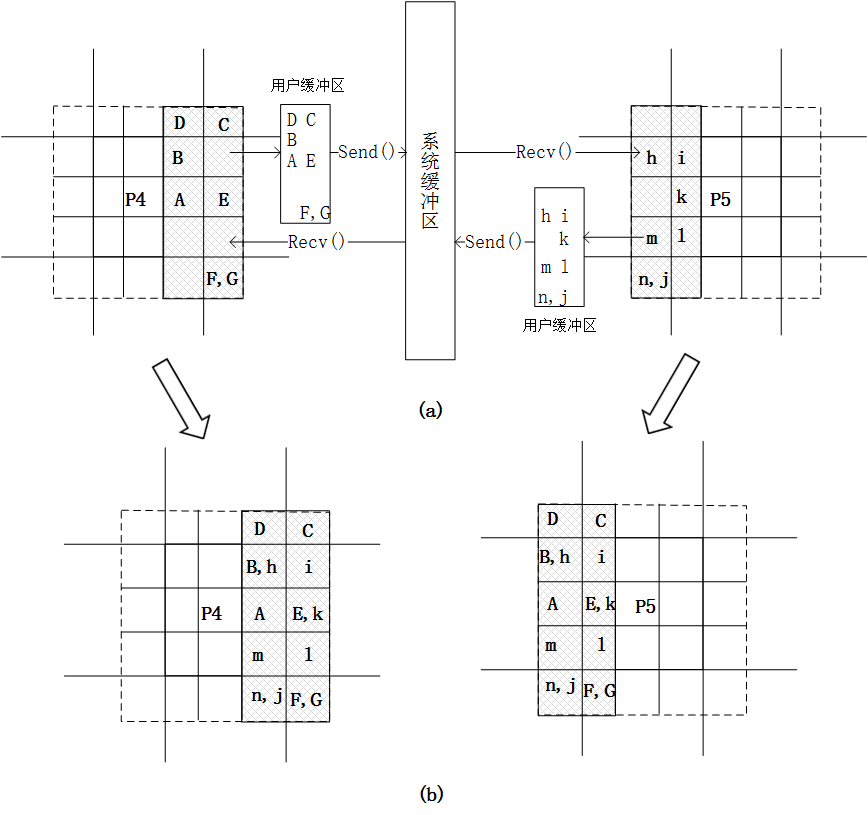 用户缓冲区
D C
D C
B
B
A E
P4 A E
F,G
F,G
Send()
Recv()
系统缓冲区
Recv()
Send()
h i
k P5
m l
n,j
h i
k
m l
n,j
用户缓冲区
(a)
D C
B,h i
P4 A E,k
m l
n,j F,G
D C
B,h i
A E,k P5
m l
n,j F,G
(b)